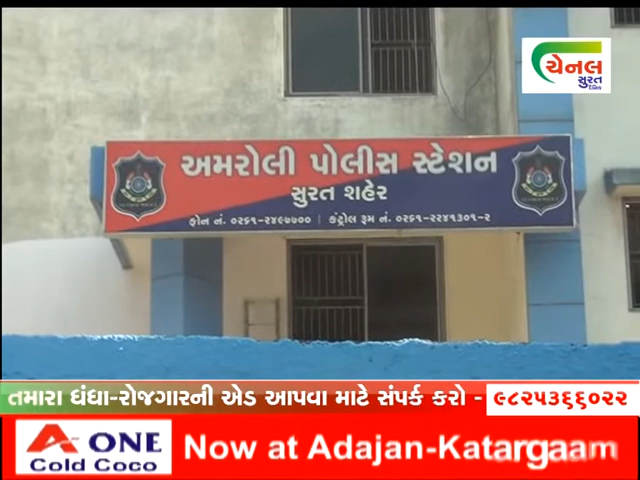 ચેનલ
સુરત
અમરોલી પોલીસ સ્ટેશન
સુરત શહેર
ફોન નં. ૦૨૬૧-૨૪૯૭૭૦૦ | કંટ્રોલ રૂમ નં. ૦૨૬૧-૨૨૪૧૩૦૧-૨
તમારા ધંધા-રોજગારની એડ આપવા માટે સંપર્ક કરો - ૯૮૨૫૩૬૬૦૨૨
A-ONE
Cold Coco
Now at Adajan-Katargaam